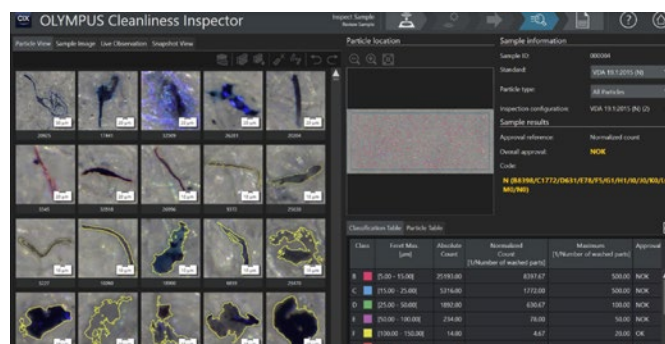 CIX OLYMPUS Cleanliness Inspector
Inspect Sample
Review Sample
Particle View Sample Image Live Observation Snapshot View
Particle location
Sample information
Sample ID: 000004
Standard: VDA 19.1:2015 (N)
Particle type: All Particles
Inspection configuration: VDA 19.1:2015 (N) (2)
Sample results
Approval reference: Normalized count
Overall approval: NOK
Code:
Classification Table Particle Table
Class Feret Max. [µm] Absolute Count Normalized Count [1/Number of washed parts] Maximum [1/Number of washed parts] Approval
B [5.00 - 15.00[ 25193.00 8397.67 500.00 NOK
C [15.00 - 25.00[ 5316.00 1772.00 500.00 NOK
D [25.00 - 50.00[ 1892.00 630.67 100.00 NOK
E [50.00 - 100.00[ 234.00 78.00 50.00 NOK
F [100.00 - 150.00[ 14.00 4.67 20.00 OK